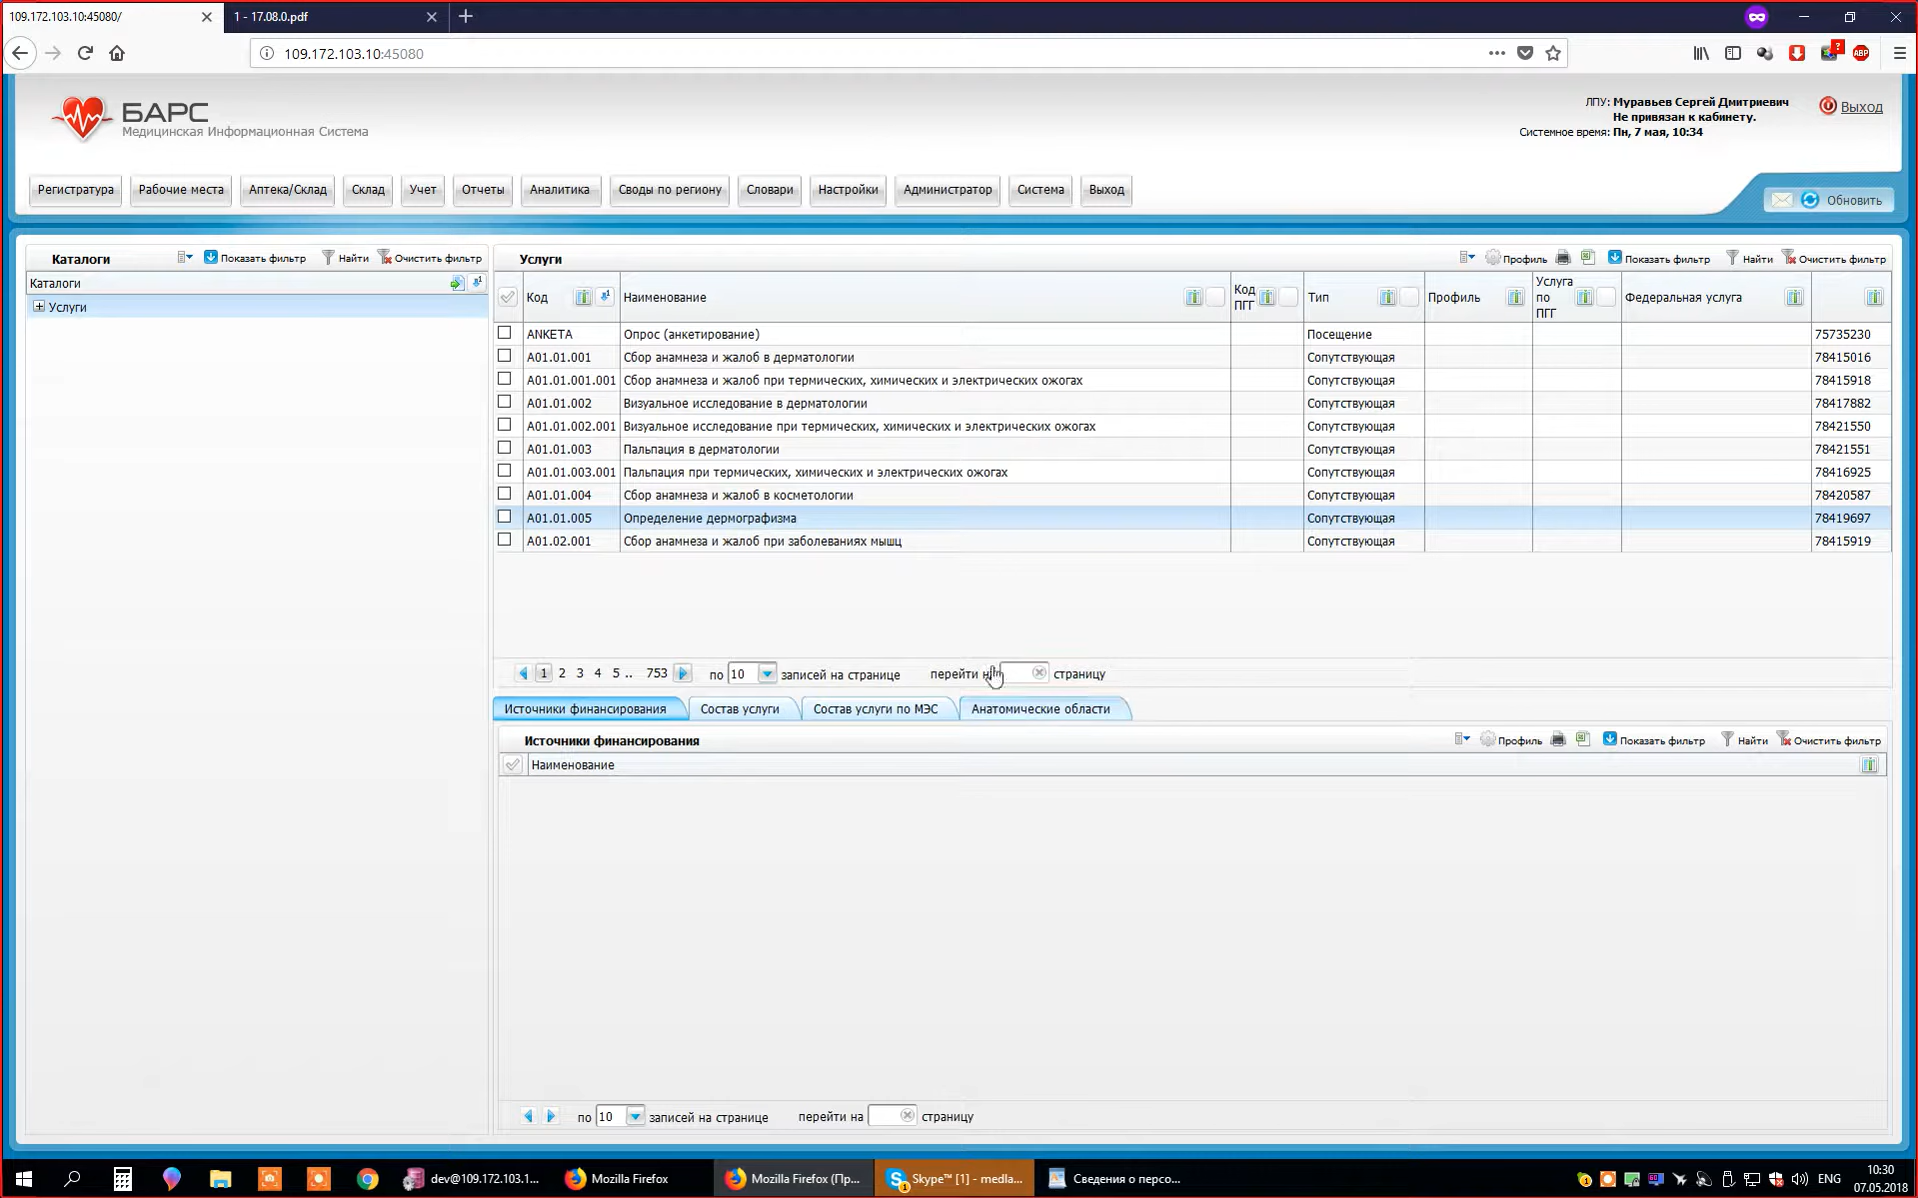 109.172.103.10:45080/
1 - 17.08.0.pdf
109.172.103.10:45080
ABP
БАРС
Медицинская Информационная Система
ЛПУ: Муравьев Сергей Дмитриевич
Не привязан к кабинету.
Системное время: Пн, 7 мая, 10:34
Выход
Регистратура
Рабочие места
Аптека/Склад
Склад
Учет
Отчеты
Аналитика
Своды по региону
Словари
Настройки
Администратор
Система
Выход
Обновить
Каталоги
Показать фильтр
Найти
Очистить фильтр
Каталоги
Услуги
Услуги
Профиль
Показать фильтр
Найти
Очистить фильтр
Код
Наименование
Код ПГГ
Тип
Профиль
Услуга по ПГГ
Федеральная услуга
ANKETA Опрос (анкетирование) Посещение 75735230
A01.01.001 Сбор анамнеза и жалоб в дерматологии Сопутствующая 78415016
A01.01.001.001 Сбор анамнеза и жалоб при термических, химических и электрических ожогах Сопутствующая 78415918
A01.01.002 Визуальное исследование в дерматологии Сопутствующая 78417882
A01.01.002.001 Визуальное исследование при термических, химических и электрических ожогах Сопутствующая 78421550
A01.01.003 Пальпация в дерматологии Сопутствующая 78421551
A01.01.003.001 Пальпация при термических, химических и электрических ожогах Сопутствующая 78416925
A01.01.004 Сбор анамнеза и жалоб в косметологии Сопутствующая 78420587
A01.01.005 Определение дермографизма Сопутствующая 78419697
A01.02.001 Сбор анамнеза и жалоб при заболеваниях мышц Сопутствующая 78415919
1 2 3 4 5 .. 753 по 10 записей на странице перейти на страницу
Источники финансирования
Состав услуги
Состав услуги по МЭС
Анатомические области
Источники финансирования
Профиль
Показать фильтр
Найти
Очистить фильтр
Наименование
по 10 записей на странице перейти на страницу
dev@109.172.103.1...
Mozilla Firefox
Mozilla Firefox (Пр...
Skype™ [1] - medla...
Сведения о персо...
ENG
10:30
07.05.2018